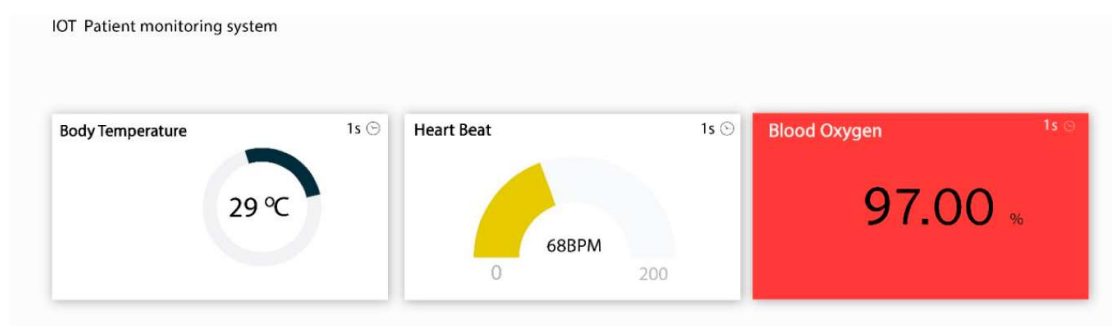 IOT Patient monitoring system
Body Temperature 1s
29 °C
Heart Beat 1s
68BPM
0 200
Blood Oxygen 1s
97.00 %